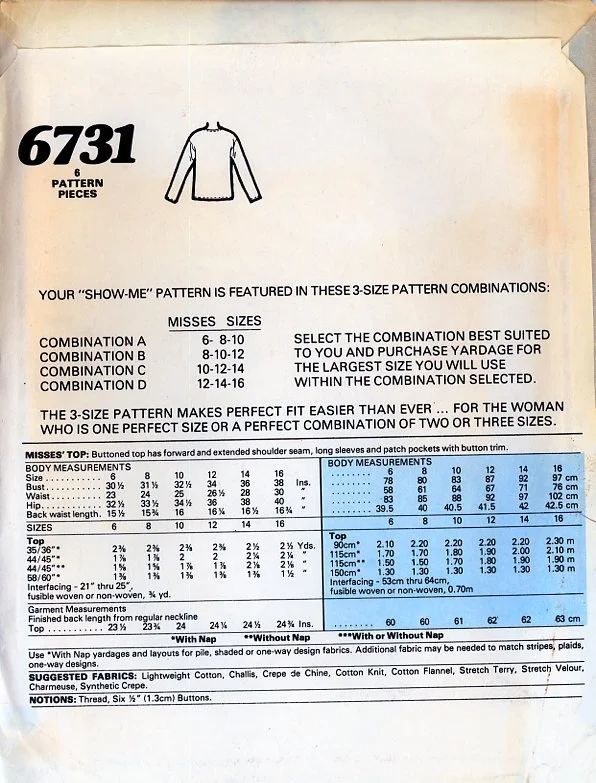 6731
6
PATTERN
PIECES
YOUR "SHOW-ME" PATTERN IS FEATURED IN THESE 3-SIZE PATTERN COMBINATIONS:
MISSES SIZES
COMBINATION A 6- 8-10
COMBINATION B 8-10-12
COMBINATION C 10-12-14
COMBINATION D 12-14-16
SELECT THE COMBINATION BEST SUITED
TO YOU AND PURCHASE YARDAGE FOR
THE LARGEST SIZE YOU WILL USE
WITHIN THE COMBINATION SELECTED.
THE 3-SIZE PATTERN MAKES PERFECT FIT EASIER THAN EVER ... FOR THE WOMAN
WHO IS ONE PERFECT SIZE OR A PERFECT COMBINATION OF TWO OR THREE SIZES.
MISSES' TOP: Buttoned top has forward and extended shoulder seam, long sleeves and patch pockets with button trim.
BODY MEASUREMENTS
Size ........... 6 8 10 12 14 16
Bust ........... 30½ 31½ 32½ 34 36 38 Ins.
Waist ........... 23 24 25 26½ 28 30 "
Hip ........... 32½ 33½ 34½ 36 38 40 "
Back waist length. 15½ 15¾ 16 16¼ 16½ 16¾ "
SIZES 6 8 10 12 14 16
Top
35/36"* 2⅜ 2⅜ 2⅜ 2⅜ 2½ 2½ Yds.
44/45"* 1⅞ 1⅞ 2 2 2¼ 2¼ "
44/45"** 1⅝ 1⅝ 1⅞ 1⅞ 2⅛ 2⅛ "
58/60"* 1⅜ 1⅜ 1⅜ 1⅜ 1⅜ 1½ "
Interfacing - 21" thru 25",
fusible woven or non-woven, ¾ yd.
Garment Measurements
Finished back length from regular neckline
Top ........... 23½ 23¾ 24 24¼ 24½ 24¾ Ins.
BODY MEASUREMENTS
........ 6 8 10 12 14 16
........ 78 80 83 87 92 97 cm
........ 58 61 64 67 71 76 cm
........ 83 85 88 92 97 102 cm
........ 39.5 40 40.5 41.5 42 42.5 cm
6 8 10 12 14 16
Top
90cm* 2.10 2.20 2.20 2.20 2.20 2.30 m
115cm* 1.70 1.70 1.80 1.90 2.00 2.10 m
115cm** 1.50 1.50 1.70 1.80 1.90 1.90 m
150cm* 1.30 1.30 1.30 1.30 1.30 1.30 m
Interfacing - 53cm thru 64cm,
fusible woven or non-woven, 0.70m
........ 60 60 61 62 62 63 cm
*With Nap **Without Nap ***With or Without Nap
Use *With Nap yardages and layouts for pile, shaded or one-way design fabrics. Additional fabric may be needed to match stripes, plaids,
one-way designs.
SUGGESTED FABRICS: Lightweight Cotton, Challis, Crepe de Chine, Cotton Knit, Cotton Flannel, Stretch Terry, Stretch Velour,
Charmeuse, Synthetic Crepe.
NOTIONS: Thread, Six ½" (1.3cm) Buttons.